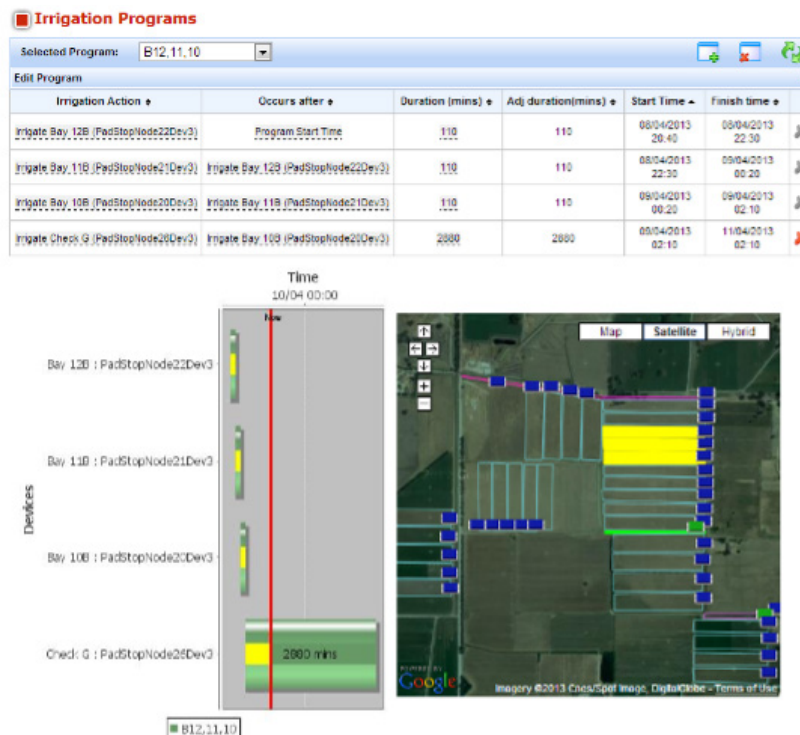 Irrigation Programs
Selected Program: B12,11,10
Edit Program
Irrigation Action Occurs after Duration (mins) Adj duration(mins) Start Time Finish time
Irrigate Bay 12B (PadStopNode22Dev3) Program Start Time 110 110 08/04/2013 20:40 08/04/2013 22:30
Irrigate Bay 11B (PadStopNode21Dev3) Irrigate Bay 12B (PadStopNode22Dev3) 110 110 08/04/2013 22:30 09/04/2013 00:20
Irrigate Bay 10B (PadStopNode20Dev3) Irrigate Bay 11B (PadStopNode21Dev3) 110 110 09/04/2013 00:20 09/04/2013 02:10
Irrigate Check G (PadStopNode26Dev3) Irrigate Bay 10B (PadStopNode20Dev3) 2880 2880 09/04/2013 02:10 11/04/2013 02:10
Time
10/04 00:00
Now
Bay 12B : PadStopNode22Dev3
Bay 11B : PadStopNode21Dev3
Bay 10B : PadStopNode20Dev3
Check G : PadStopNode26Dev3
2880 mins
Devices
B12,11,10
Map Satellite Hybrid
POWERED BY
Google
Imagery ©2013 Cnes/Spot Image, DigitalGlobe - Terms of Use